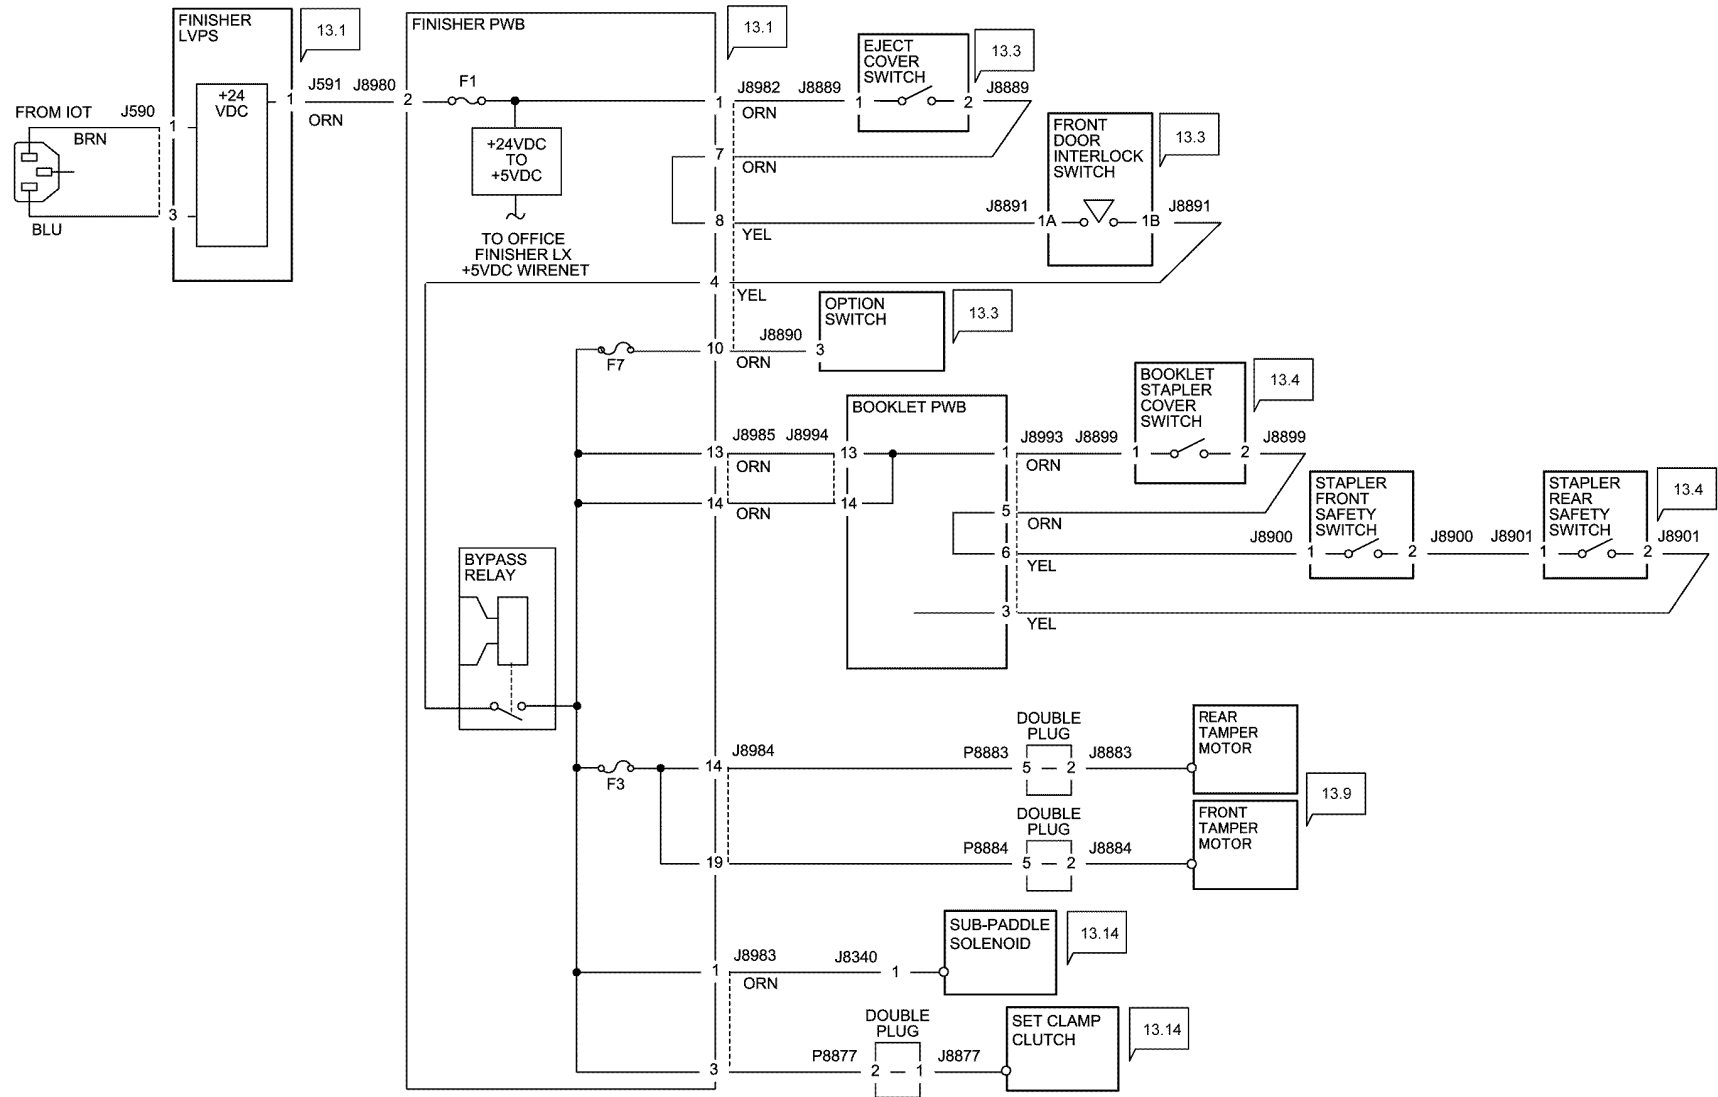 FINISHER
LVPS
13.1
+24
VDC
1
J591
J8980
ORN
FROM IOT
J590
BRN
1
3
BLU
FINISHER PWB
13.1
2
F1
+24VDC
TO
+5VDC
TO OFFICE
FINISHER LX
+5VDC WIRENET
1
J8982
J8889
ORN
EJECT
COVER
SWITCH
13.3
1
2
J8889
7
ORN
FRONT
DOOR
INTERLOCK
SWITCH
13.3
8
YEL
J8891
1A
1B
J8891
4
YEL
OPTION
SWITCH
13.3
F7
10
ORN
J8890
3
BOOKLET PWB
BOOKLET
STAPLER
COVER
SWITCH
13.4
13
J8985
J8994
ORN
13
1
J8993
J8899
ORN
1
2
J8899
14
ORN
14
5
ORN
STAPLER
FRONT
SAFETY
SWITCH
STAPLER
REAR
SAFETY
SWITCH
13.4
6
YEL
J8900
1
2
J8900
J8901
1
2
J8901
3
YEL
BYPASS
RELAY
F3
14
J8984
DOUBLE
PLUG
P8883
5
2
J8883
REAR
TAMPER
MOTOR
13.9
19
DOUBLE
PLUG
P8884
5
2
J8884
FRONT
TAMPER
MOTOR
1
J8983
ORN
J8340
1
SUB-PADDLE
SOLENOID
13.14
3
DOUBLE
PLUG
P8877
2
1
J8877
SET CLAMP
CLUTCH
13.14